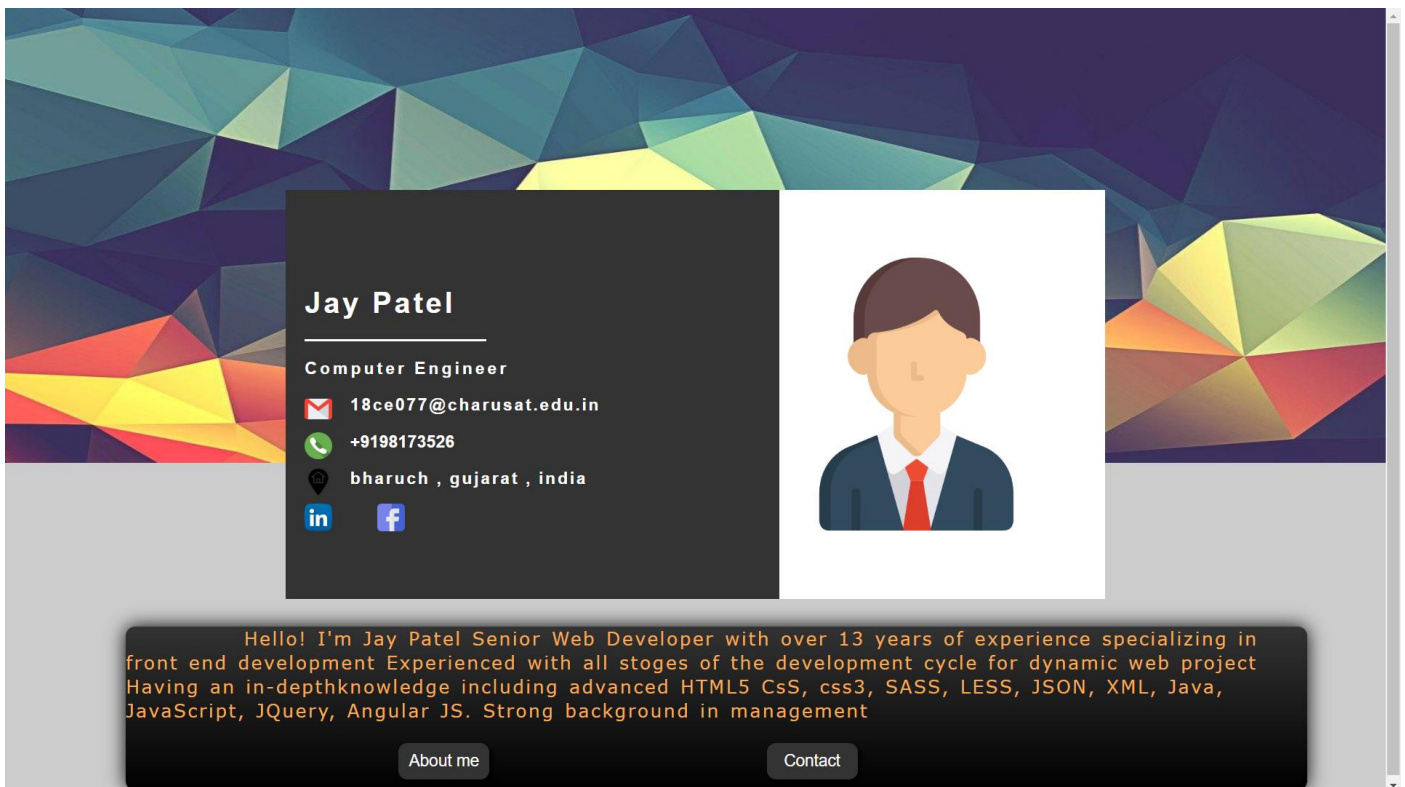 Jay Patel
Computer Engineer
18ce077@charusat.edu.in
+9198173526
bharuch , gujarat , india
in f
Hello! I'm Jay Patel Senior Web Developer with over 13 years of experience specializing in
front end development Experienced with all stoges of the development cycle for dynamic web project
Having an in-depthknowledge including advanced HTML5 CsS, css3, SASS, LESS, JSON, XML, Java,
JavaScript, JQuery, Angular JS. Strong background in management
About me Contact